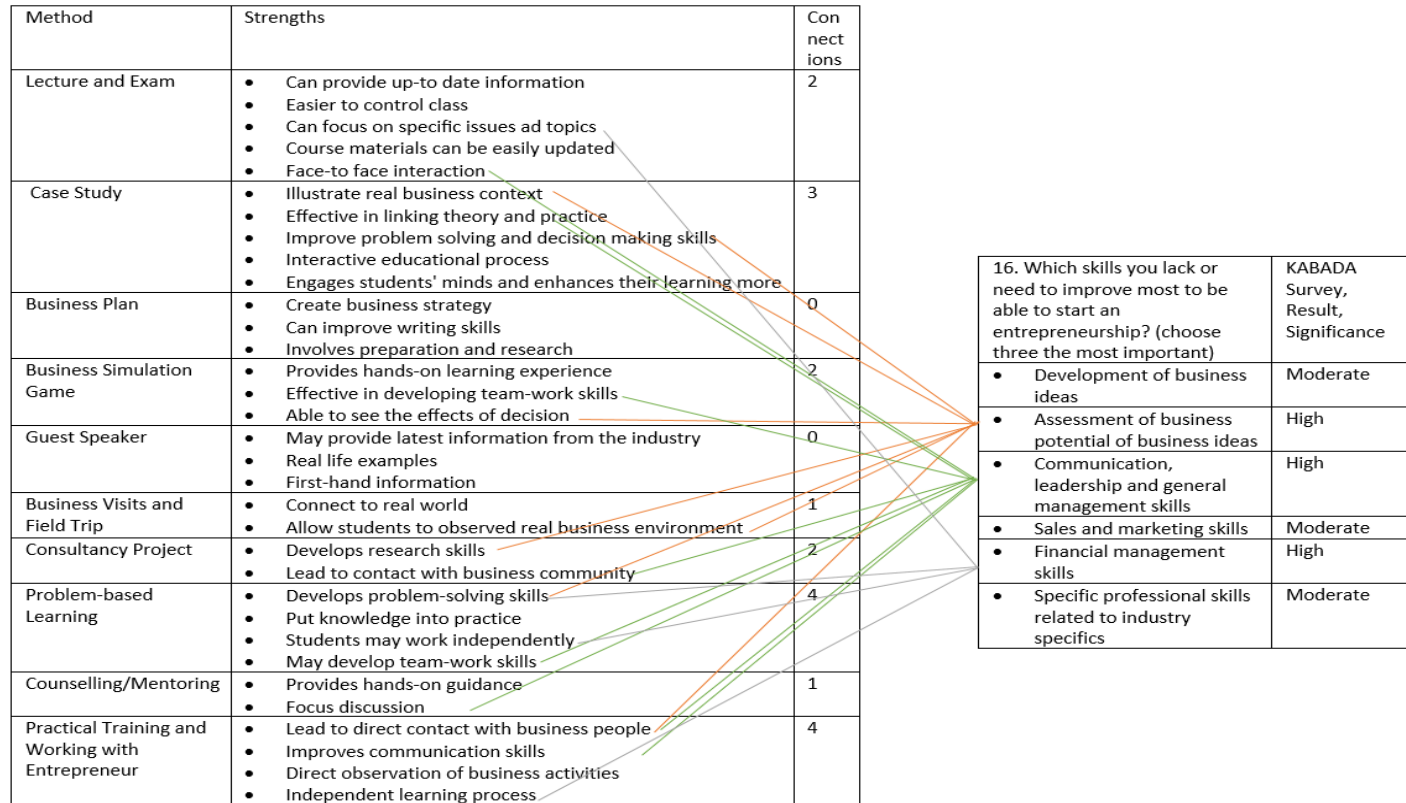 Method Strengths Con
nect
ions
Lecture and Exam • Can provide up-to date information 2
• Easier to control class
• Can focus on specific issues ad topics
• Course materials can be easily updated
• Face-to face interaction
Case Study • Illustrate real business context 3
• Effective in linking theory and practice
• Improve problem solving and decision making skills
• Interactive educational process
• Engages students' minds and enhances their learning more
Business Plan • Create business strategy 0
• Can improve writing skills
• Involves preparation and research
Business Simulation • Provides hands-on learning experience 2
Game • Effective in developing team-work skills
• Able to see the effects of decision
Guest Speaker • May provide latest information from the industry 0
• Real life examples
• First-hand information
Business Visits and • Connect to real world 1
Field Trip • Allow students to observed real business environment
Consultancy Project • Develops research skills 2
• Lead to contact with business community
Problem-based • Develops problem-solving skills 4
Learning • Put knowledge into practice
• Students may work independently
• May develop team-work skills
Counselling/Mentoring • Provides hands-on guidance 1
• Focus discussion
Practical Training and • Lead to direct contact with business people 4
Working with • Improves communication skills
Entrepreneur • Direct observation of business activities
• Independent learning process
16. Which skills you lack or KABADA
need to improve most to be Survey,
able to start an Result,
entrepreneurship? (choose Significance
three the most important)
• Development of business Moderate
ideas
• Assessment of business High
potential of business ideas
• Communication, High
leadership and general
management skills
• Sales and marketing skills Moderate
• Financial management High
skills
• Specific professional skills Moderate
related to industry
specifics